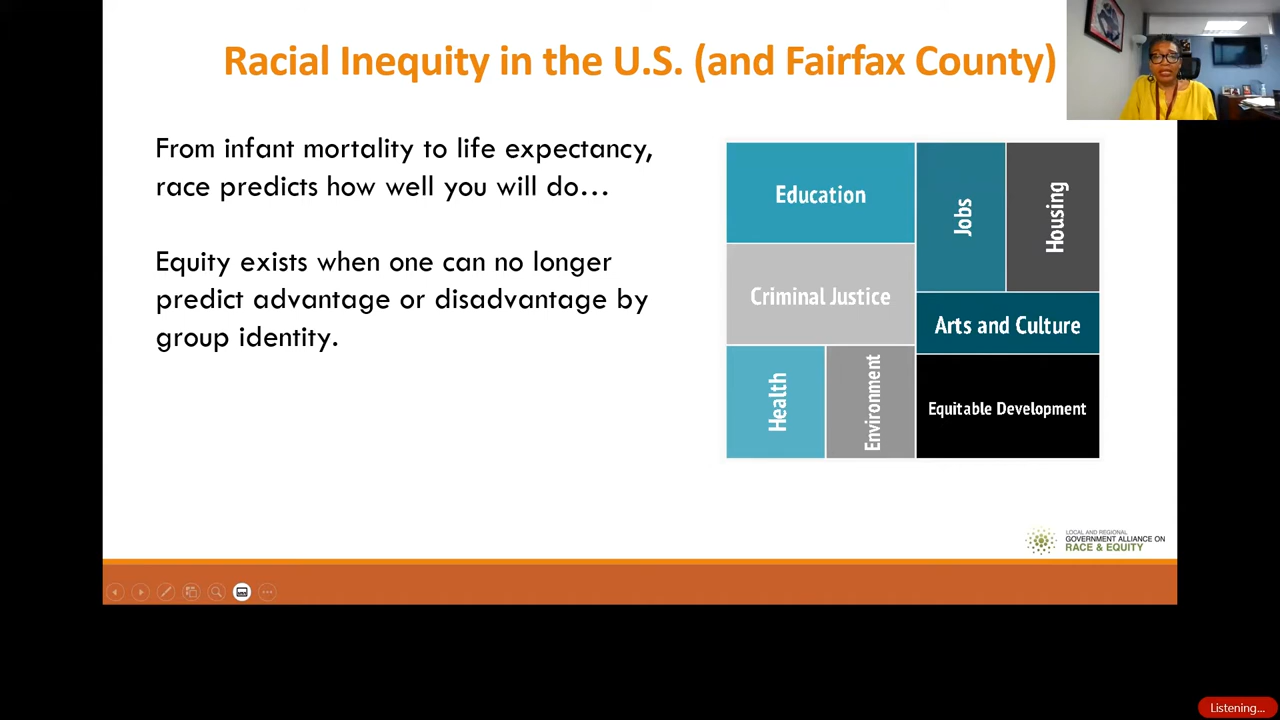 Racial Inequity in the U.S. (and Fairfax County)
From infant mortality to life expectancy,
race predicts how well you will do…
Equity exists when one can no longer
predict advantage or disadvantage by
group identity.
Education
Jobs
Housing
Criminal Justice
Arts and Culture
Health
Environment
Equitable Development
LOCAL AND REGIONAL
GOVERNMENT ALLIANCE ON
RACE & EQUITY
Listening...